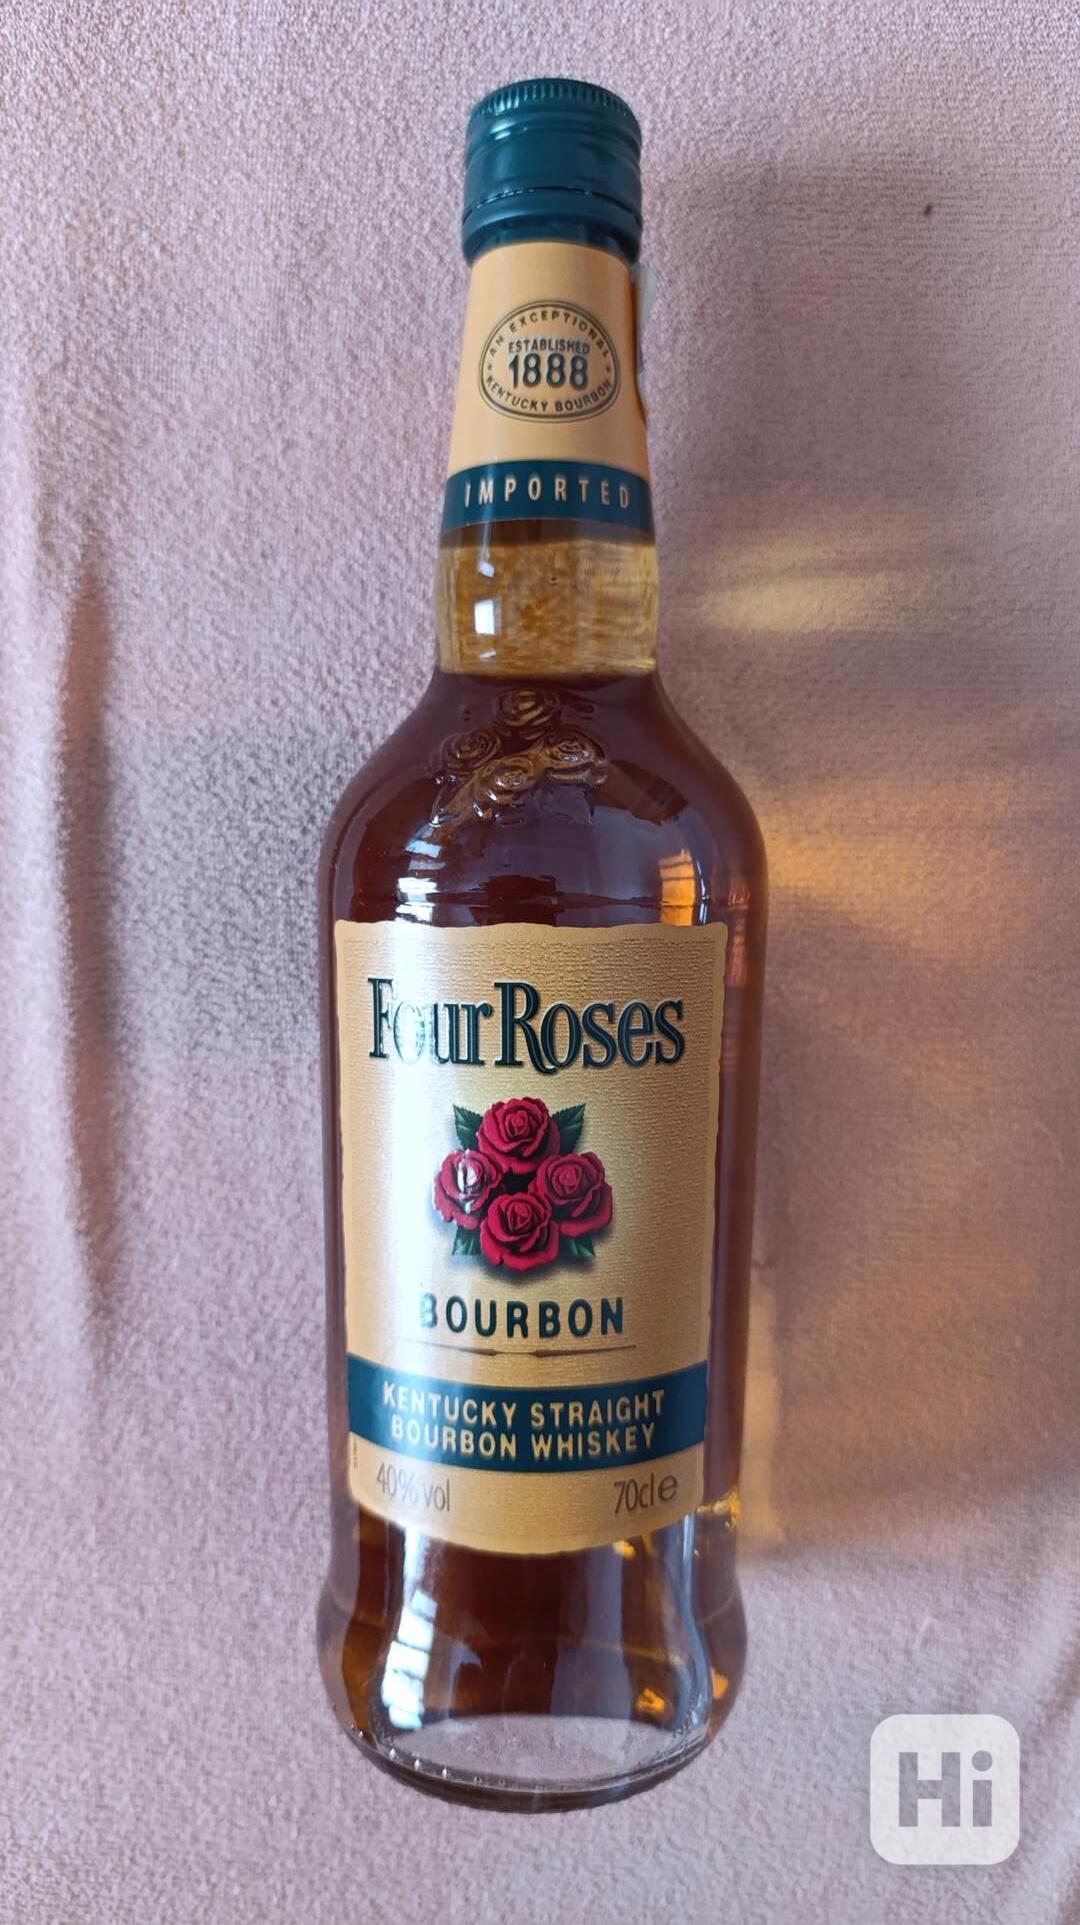 AN EXCEPTIONAL
ESTABLISHED
1888
KENTUCKY BOURBON
IMPORTED
Four Roses
BOURBON
KENTUCKY STRAIGHT
BOURBON WHISKEY
40% vol 70cl e
Hi